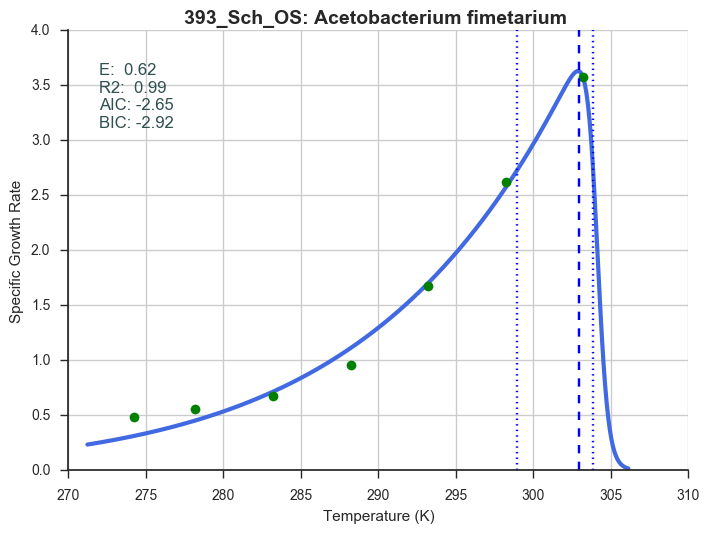 393_Sch_OS: Acetobacterium fimetarium
E:  0.62
R2:  0.99
AIC: -2.65
BIC: -2.92
Specific Growth Rate
4.0
3.5
3.0
2.5
2.0
1.5
1.0
0.5
0.0
270 275 280 285 290 295 300 305 310
Temperature (K)